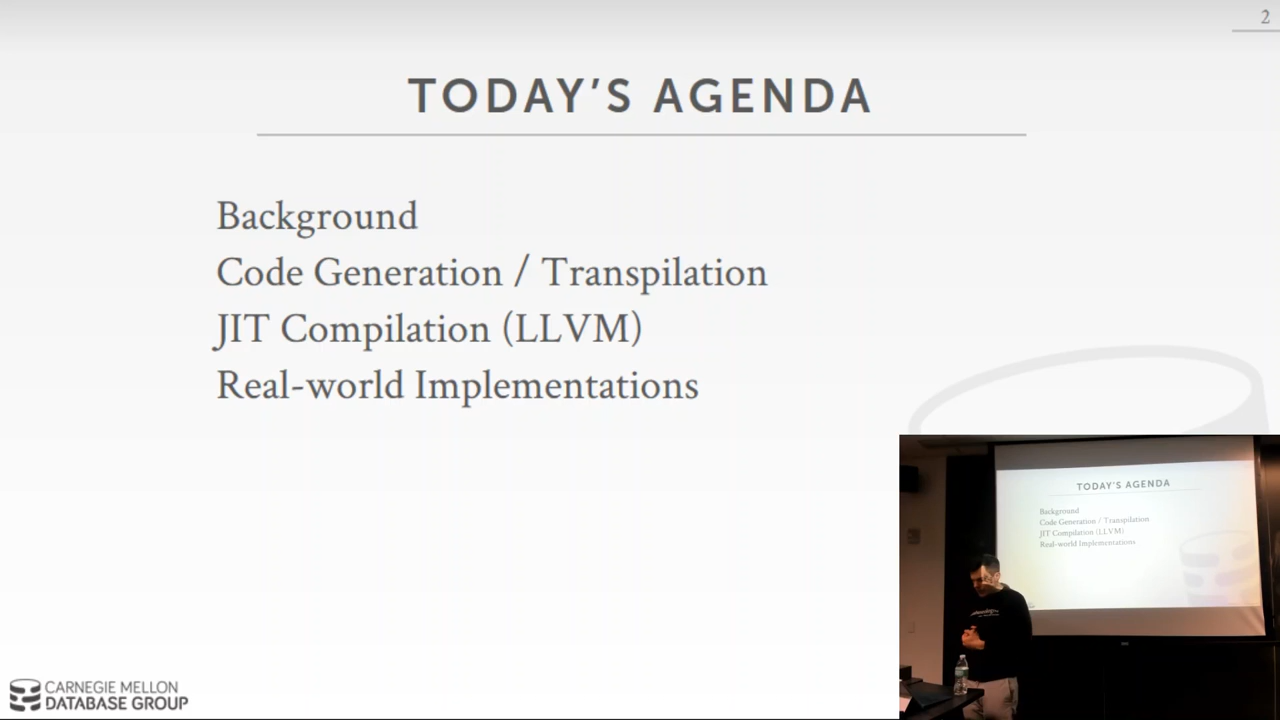 2
TODAY'S AGENDA
Background
Code Generation / Transpilation
JIT Compilation (LLVM)
Real-world Implementations
TODAY'S AGENDA
Background
Code Generation / Transpilation
JIT Compilation (LLVM)
Real-world Implementations
CARNEGIE MELLON
DATABASE GROUP